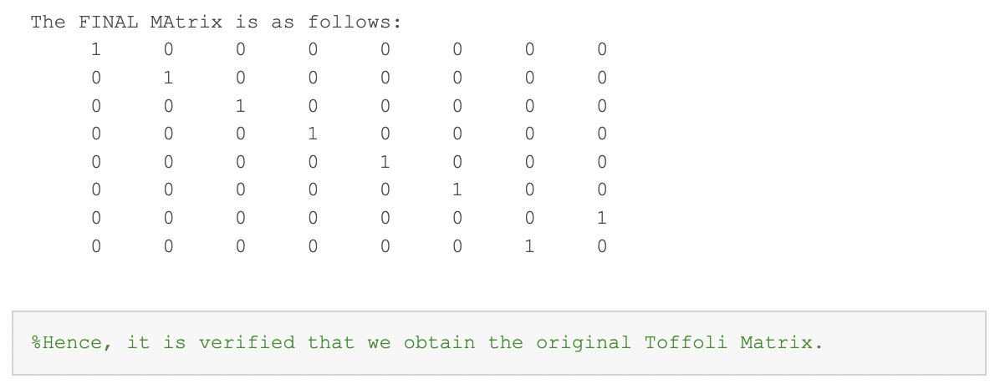 The FINAL MAtrix is as follows:
1 0 0 0 0 0 0 0
0 1 0 0 0 0 0 0
0 0 1 0 0 0 0 0
0 0 0 1 0 0 0 0
0 0 0 0 1 0 0 0
0 0 0 0 0 1 0 0
0 0 0 0 0 0 0 1
0 0 0 0 0 0 1 0
%Hence, it is verified that we obtain the original Toffoli Matrix.